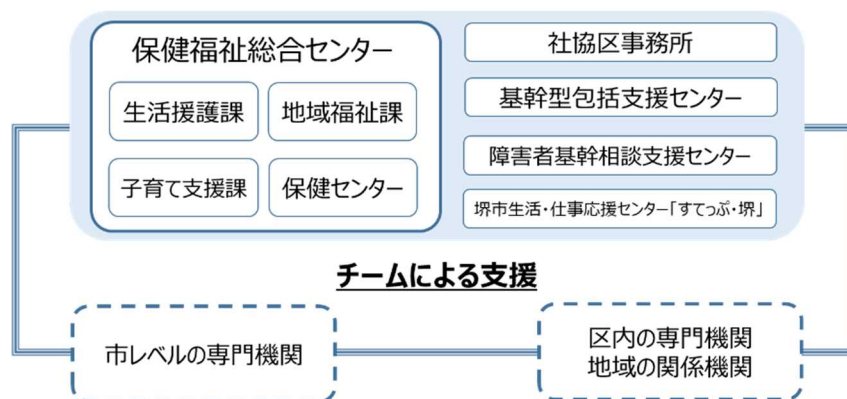 保健福祉総合センター
生活援護課
地域福祉課
子育て支援課
保健センター
社協区事務所
基幹型包括支援センター
障害者基幹相談支援センター
堺市生活・仕事応援センター「すてっぷ・堺」
チームによる支援
市レベルの専門機関
区内の専門機関
地域の関係機関